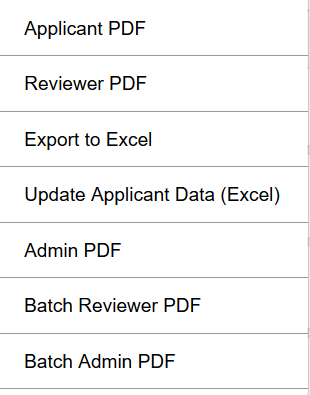 Applicant PDF
Reviewer PDF
Export to Excel
Update Applicant Data (Excel)
Admin PDF
Batch Reviewer PDF
Batch Admin PDF